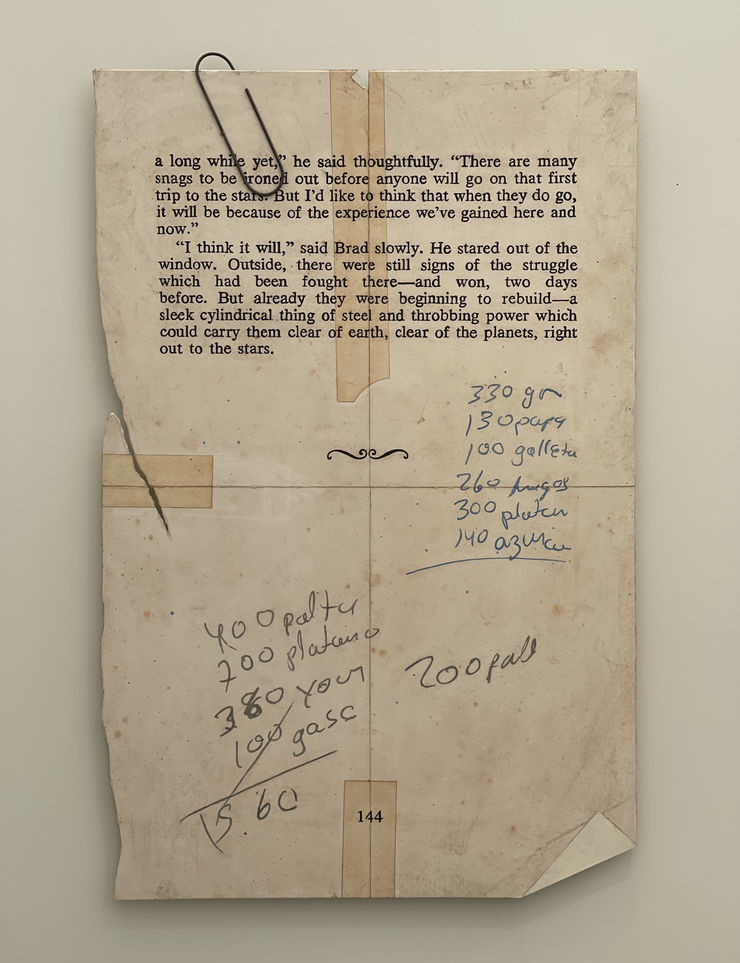 a long while yet,” he said thoughtfully. “There are many
snags to be ironed out before anyone will go on that first
trip to the stars. But I’d like to think that when they do go,
it will be because of the experience we’ve gained here and
now.”
“I think it will,” said Brad slowly. He stared out of the
window. Outside, there were still signs of the struggle
which had been fought there—and won, two days
before. But already they were beginning to rebuild—a
sleek cylindrical thing of steel and throbbing power which
could carry them clear of earth, clear of the planets, right
out to the stars.
330 gr
130 papa
100 galleta
260
300 platan
140 azucar
400 palta
700 platano
380 your
100 gasa
200 pall
15.60
144